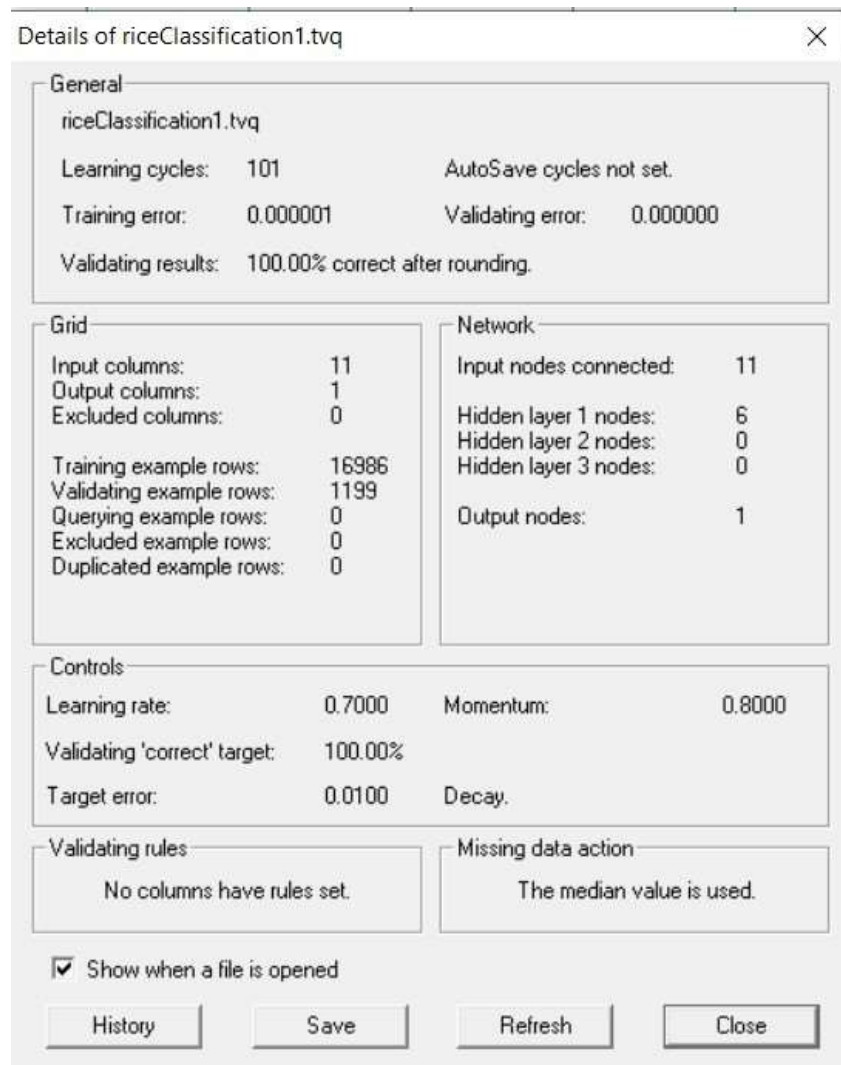 Details of riceClassification1.tvq
General
riceClassification1.tvq
Learning cycles: 101 AutoSave cycles not set.
Training error: 0.000001 Validating error: 0.000000
Validating results: 100.00% correct after rounding.
Grid
Input columns: 11
Output columns: 1
Excluded columns: 0
Training example rows: 16986
Validating example rows: 1199
Querying example rows: 0
Excluded example rows: 0
Duplicated example rows: 0
Network
Input nodes connected: 11
Hidden layer 1 nodes: 6
Hidden layer 2 nodes: 0
Hidden layer 3 nodes: 0
Output nodes: 1
Controls
Learning rate: 0.7000 Momentum: 0.8000
Validating 'correct' target: 100.00%
Target error: 0.0100 Decay.
Validating rules
No columns have rules set.
Missing data action
The median value is used.
Show when a file is opened
History Save Refresh Close